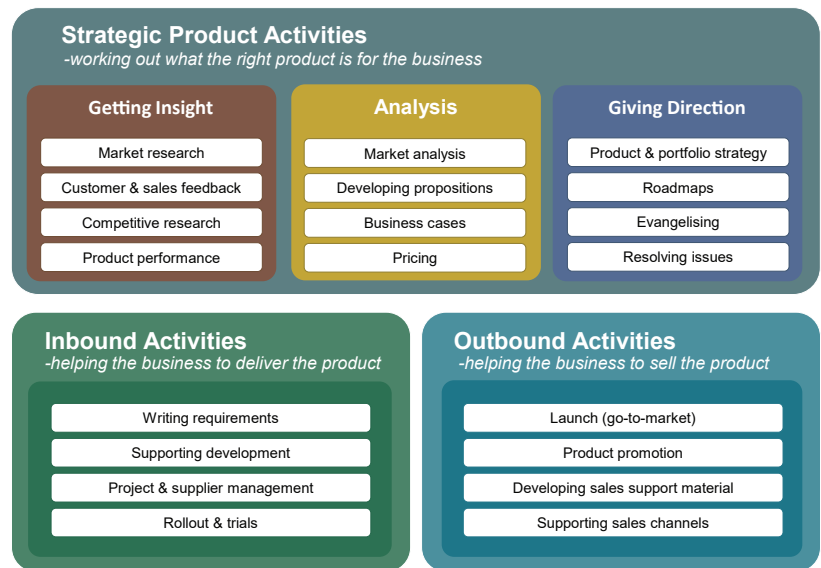 Strategic Product Activities
-working out what the right product is for the business
Getting Insight
Market research
Customer & sales feedback
Competitive research
Product performance
Analysis
Market analysis
Developing propositions
Business cases
Pricing
Giving Direction
Product & portfolio strategy
Roadmaps
Evangelising
Resolving issues
Inbound Activities
-helping the business to deliver the product
Writing requirements
Supporting development
Project & supplier management
Rollout & trials
Outbound Activities
-helping the business to sell the product
Launch (go-to-market)
Product promotion
Developing sales support material
Supporting sales channels